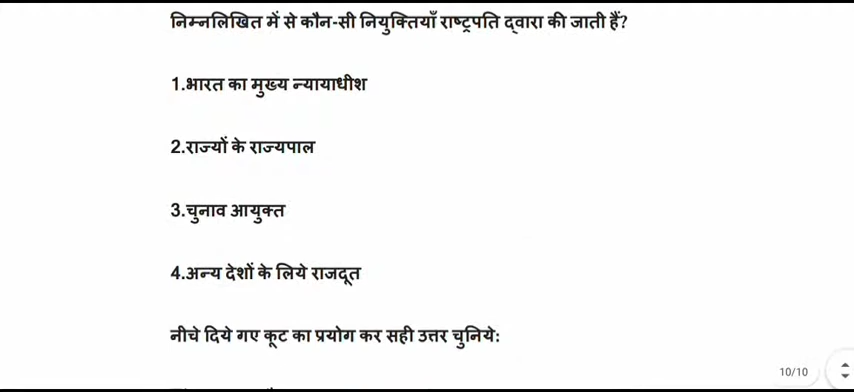 निम्नलिखित में से कौन-सी नियुक्तियाँ राष्ट्रपति द्वारा की जाती हैं?
1.भारत का मुख्य न्यायाधीश
2.राज्यों के राज्यपाल
3.चुनाव आयुक्त
4.अन्य देशों के लिये राजदूत
नीचे दिये गए कूट का प्रयोग कर सही उत्तर चुनिये:
10/10